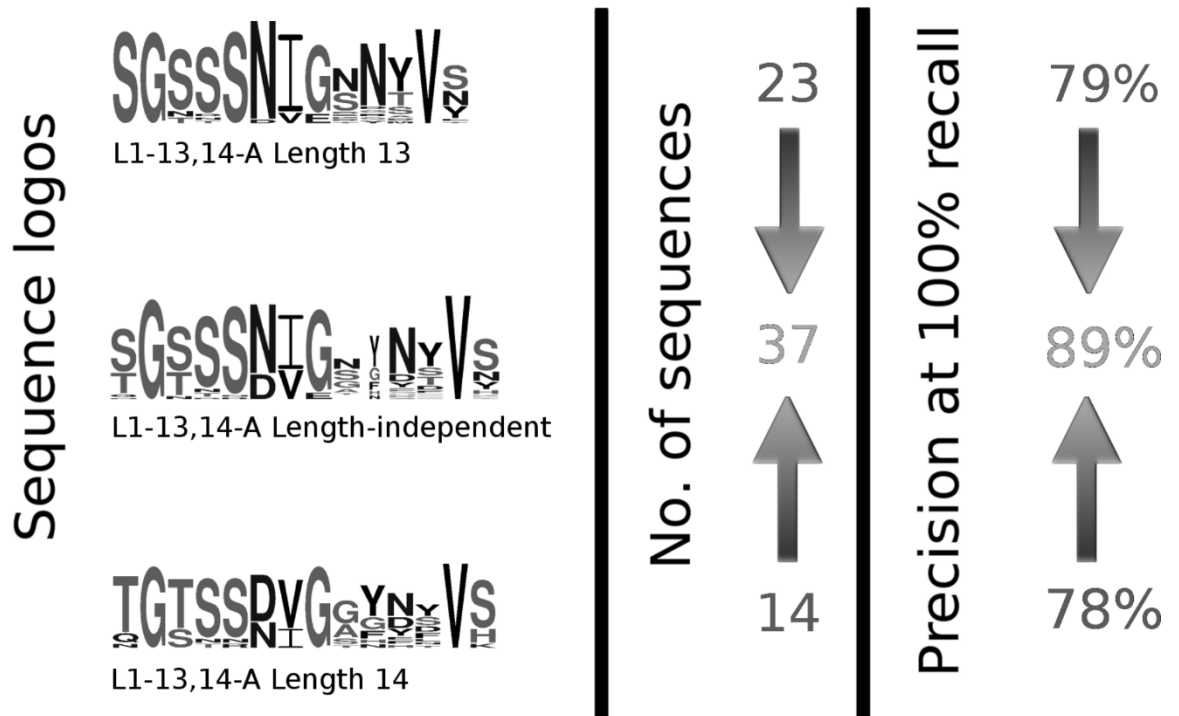 Sequence logos
SGSSSNIGNNYVS
L1-13,14-A Length 13
SGSSSNIGNYNYVS
L1-13,14-A Length-independent
TGTSSDVGGYNYVS
L1-13,14-A Length 14
No. of sequences
23
37
14
Precision at 100% recall
79%
89%
78%